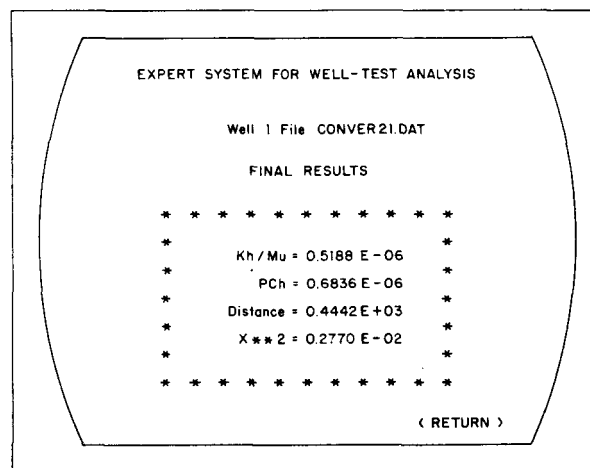 EXPERT SYSTEM FOR WELL-TEST ANALYSIS
Well 1 File CONVER21.DAT
FINAL RESULTS
* * * * * * * * * * *
* *
Kh/Mu = 0.5188 E-06
* *
PCh = 0.6836 E-06
* *
Distance = 0.4442E+03
* *
X**2 = 0.2770 E-02
* *
* * * * * * * * * * *
< RETURN >